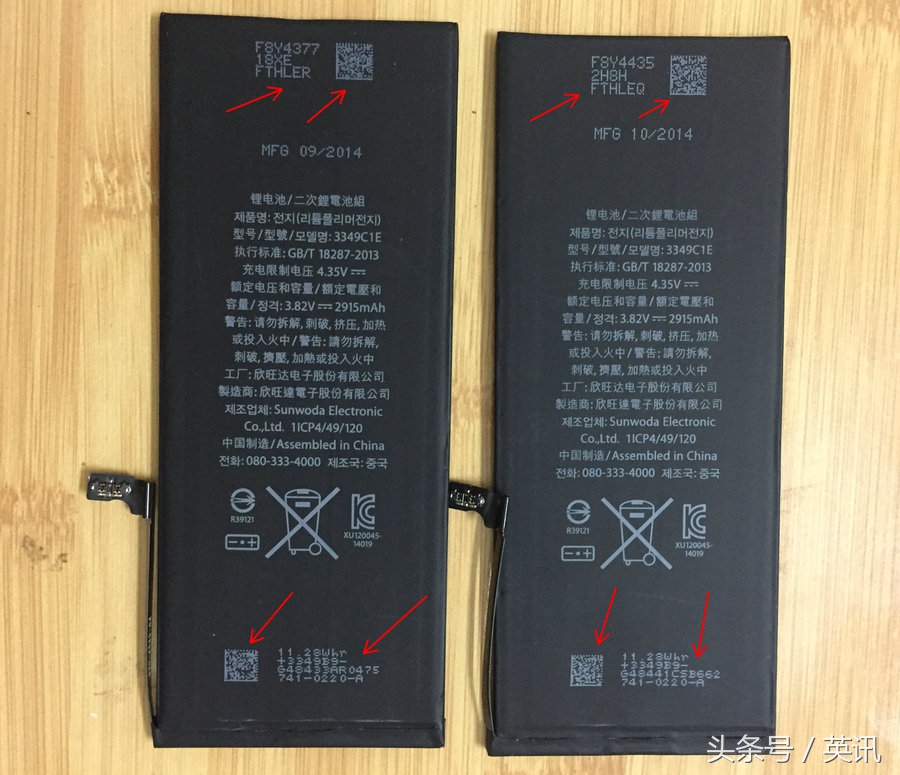 F8Y4377
18XE
FTHLER
MFG 09/2014
锂电池/二次鋰電池組
제품명: 전지(리튬폴리머전지)
型号/型號/모델명: 3349C1E
执行标准: GB/T 18287-2013
充电限制电压 4.35V
额定电压和容量/額定電壓和
容量/정격: 3.82V 2915mAh
警告: 请勿拆解, 刺破, 挤压, 加热
或投入火中 / 警告: 請勿拆解,
刺破, 擠壓, 加熱或投入火中
工厂: 欣旺达电子股份有限公司
製造商: 欣旺達電子股份有限公司
제조업체: Sunwoda Electronic
Co.,Ltd. 1ICP4/49/120
中国制造/Assembled in China
전화: 080-333-4000 제조국: 중국
R39121
XU120045-
14019
11.28Whr
+3349B9-
G48433AR0475
741-0220-A
F8Y4435
2H8H
FTHLEQ
MFG 10/2014
锂电池/二次鋰電池組
제품명: 전지(리튬폴리머전지)
型号/型號/모델명: 3349C1E
执行标准: GB/T 18287-2013
充电限制电压 4.35V
额定电压和容量/額定電壓和
容量/정격: 3.82V 2915mAh
警告: 请勿拆解, 刺破, 挤压, 加热
或投入火中 / 警告: 請勿拆解,
刺破, 擠壓, 加熱或投入火中
工厂: 欣旺达电子股份有限公司
製造商: 欣旺達電子股份有限公司
제조업체: Sunwoda Electronic
Co.,Ltd. 1ICP4/49/120
中国制造/Assembled in China
전화: 080-333-4000 제조국: 중국
R39121
XU120045-
14019
11.28Whr
+3349B9-
G48441CSB662
741-0220-A
头条号 / 英讯